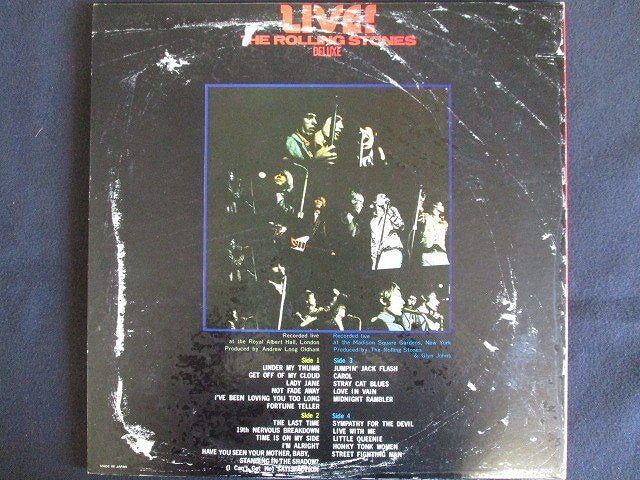 LIVE!
THE ROLLING STONES
DELUXE
Recorded live
at the Royal Albert Hall, London
Produced by Andrew Loog Oldham
Side 1
UNDER MY THUMB
GET OFF OF MY CLOUD
LADY JANE
NOT FADE AWAY
I'VE BEEN LOVING YOU TOO LONG
FORTUNE TELLER
Side 2
THE LAST TIME
19th NERVOUS BREAKDOWN
TIME IS ON MY SIDE
I'M ALRIGHT
HAVE YOU SEEN YOUR MOTHER, BABY,
STANDING IN THE SHADOW?
(I Can't Get No) SATISFACTION
Recorded live
at the Madison Square Gardens, New York
Produced by The Rolling Stones
& Glyn Johns
Side 3
JUMPIN' JACK FLASH
CAROL
STRAY CAT BLUES
LOVE IN VAIN
MIDNIGHT RAMBLER
Side 4
SYMPATHY FOR THE DEVIL
LIVE WITH ME
LITTLE QUEENIE
HONKY TONK WOMEN
STREET FIGHTING MAN
MADE IN JAPAN